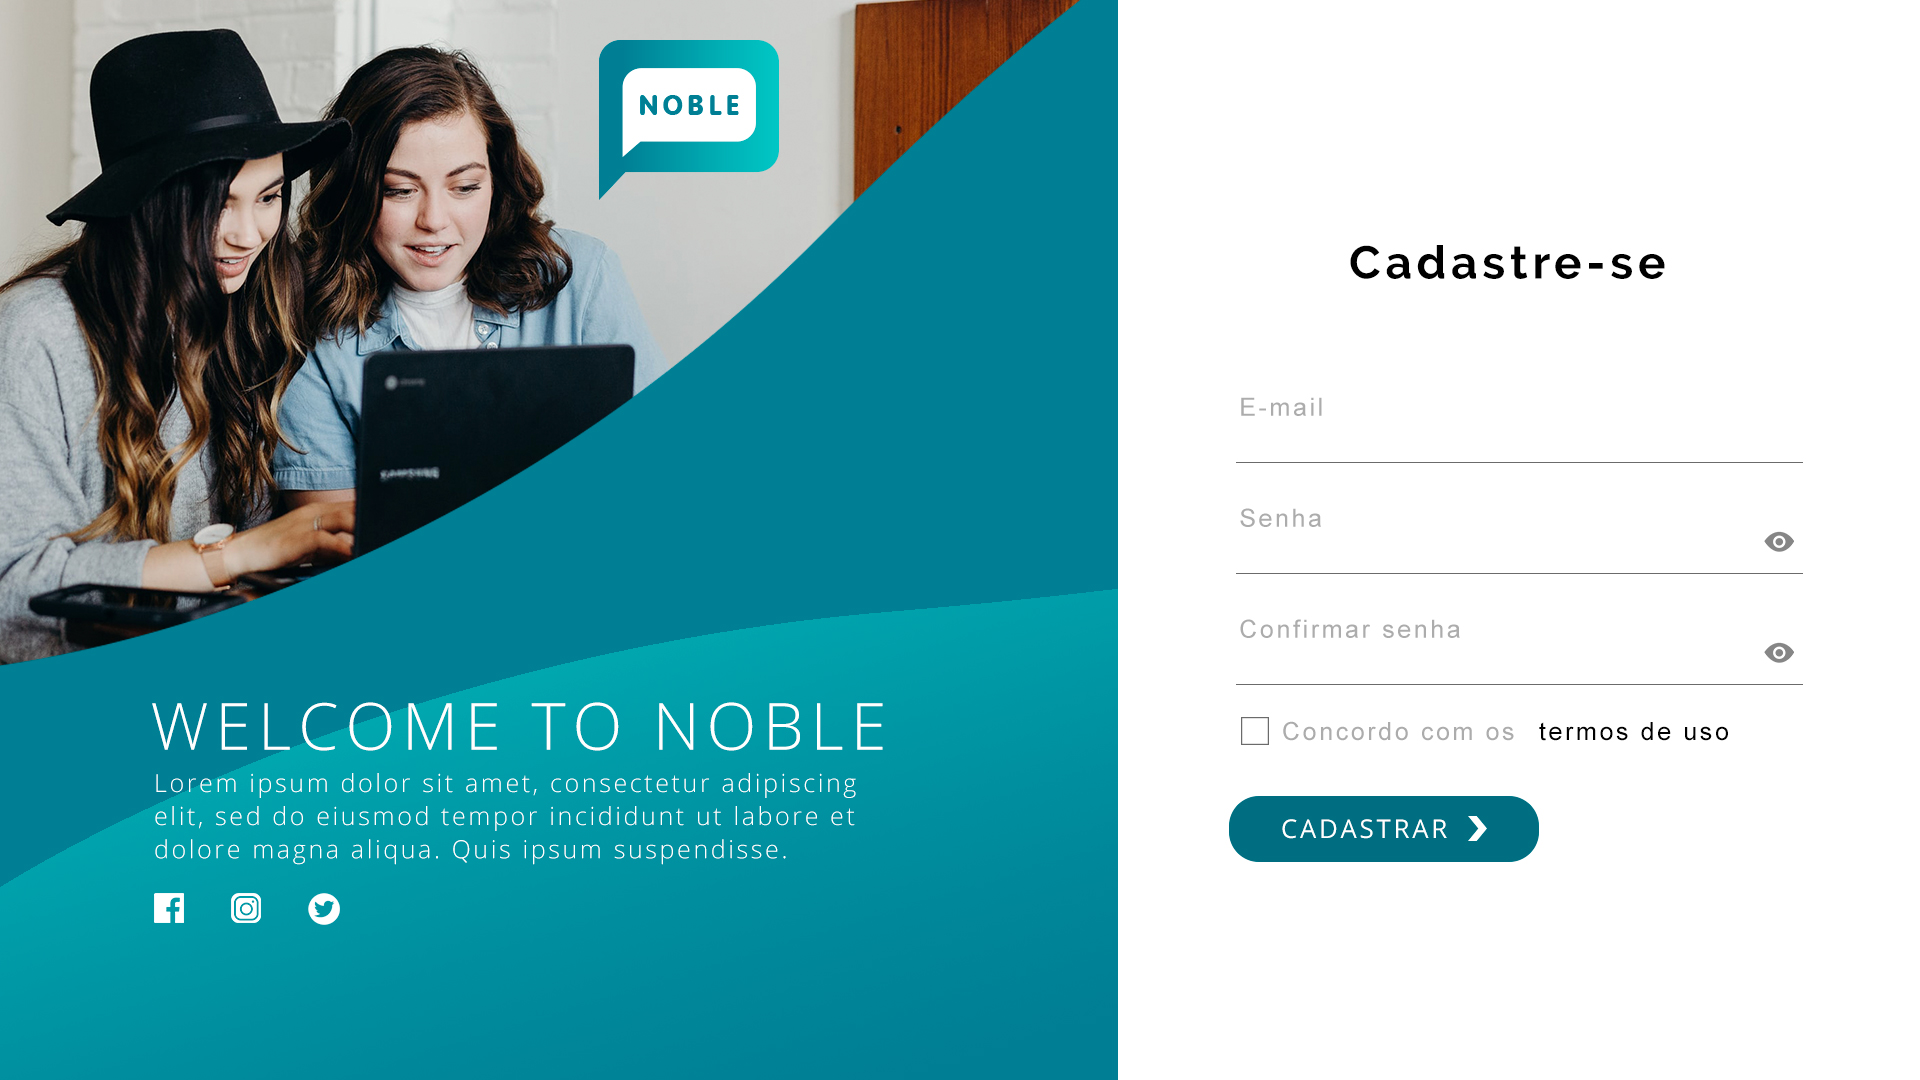 NOBLE
SAMSUNG
WELCOME TO NOBLE
Lorem ipsum dolor sit amet, consectetur adipiscing
elit, sed do eiusmod tempor incididunt ut labore et
dolore magna aliqua. Quis ipsum suspendisse.
Cadastre-se
E-mail
Senha
Confirmar senha
Concordo com os termos de uso
CADASTRAR